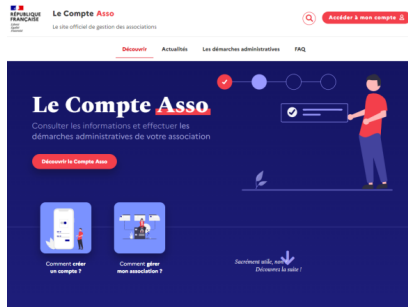 RÉPUBLIQUE
FRANÇAISE
Le Compte Asso
Le site officiel de gestion des associations
Accéder à mon compte
Découvrir
Actualités
Les démarches administratives
FAQ
Le Compte Asso
Consulter les informations et effectuer les
démarches administratives de votre association
Découvrir le Compte Asso
Comment créer
un compte ?
Comment gérer
mon association ?
Sacrément utile, non
Découvrez la suite !